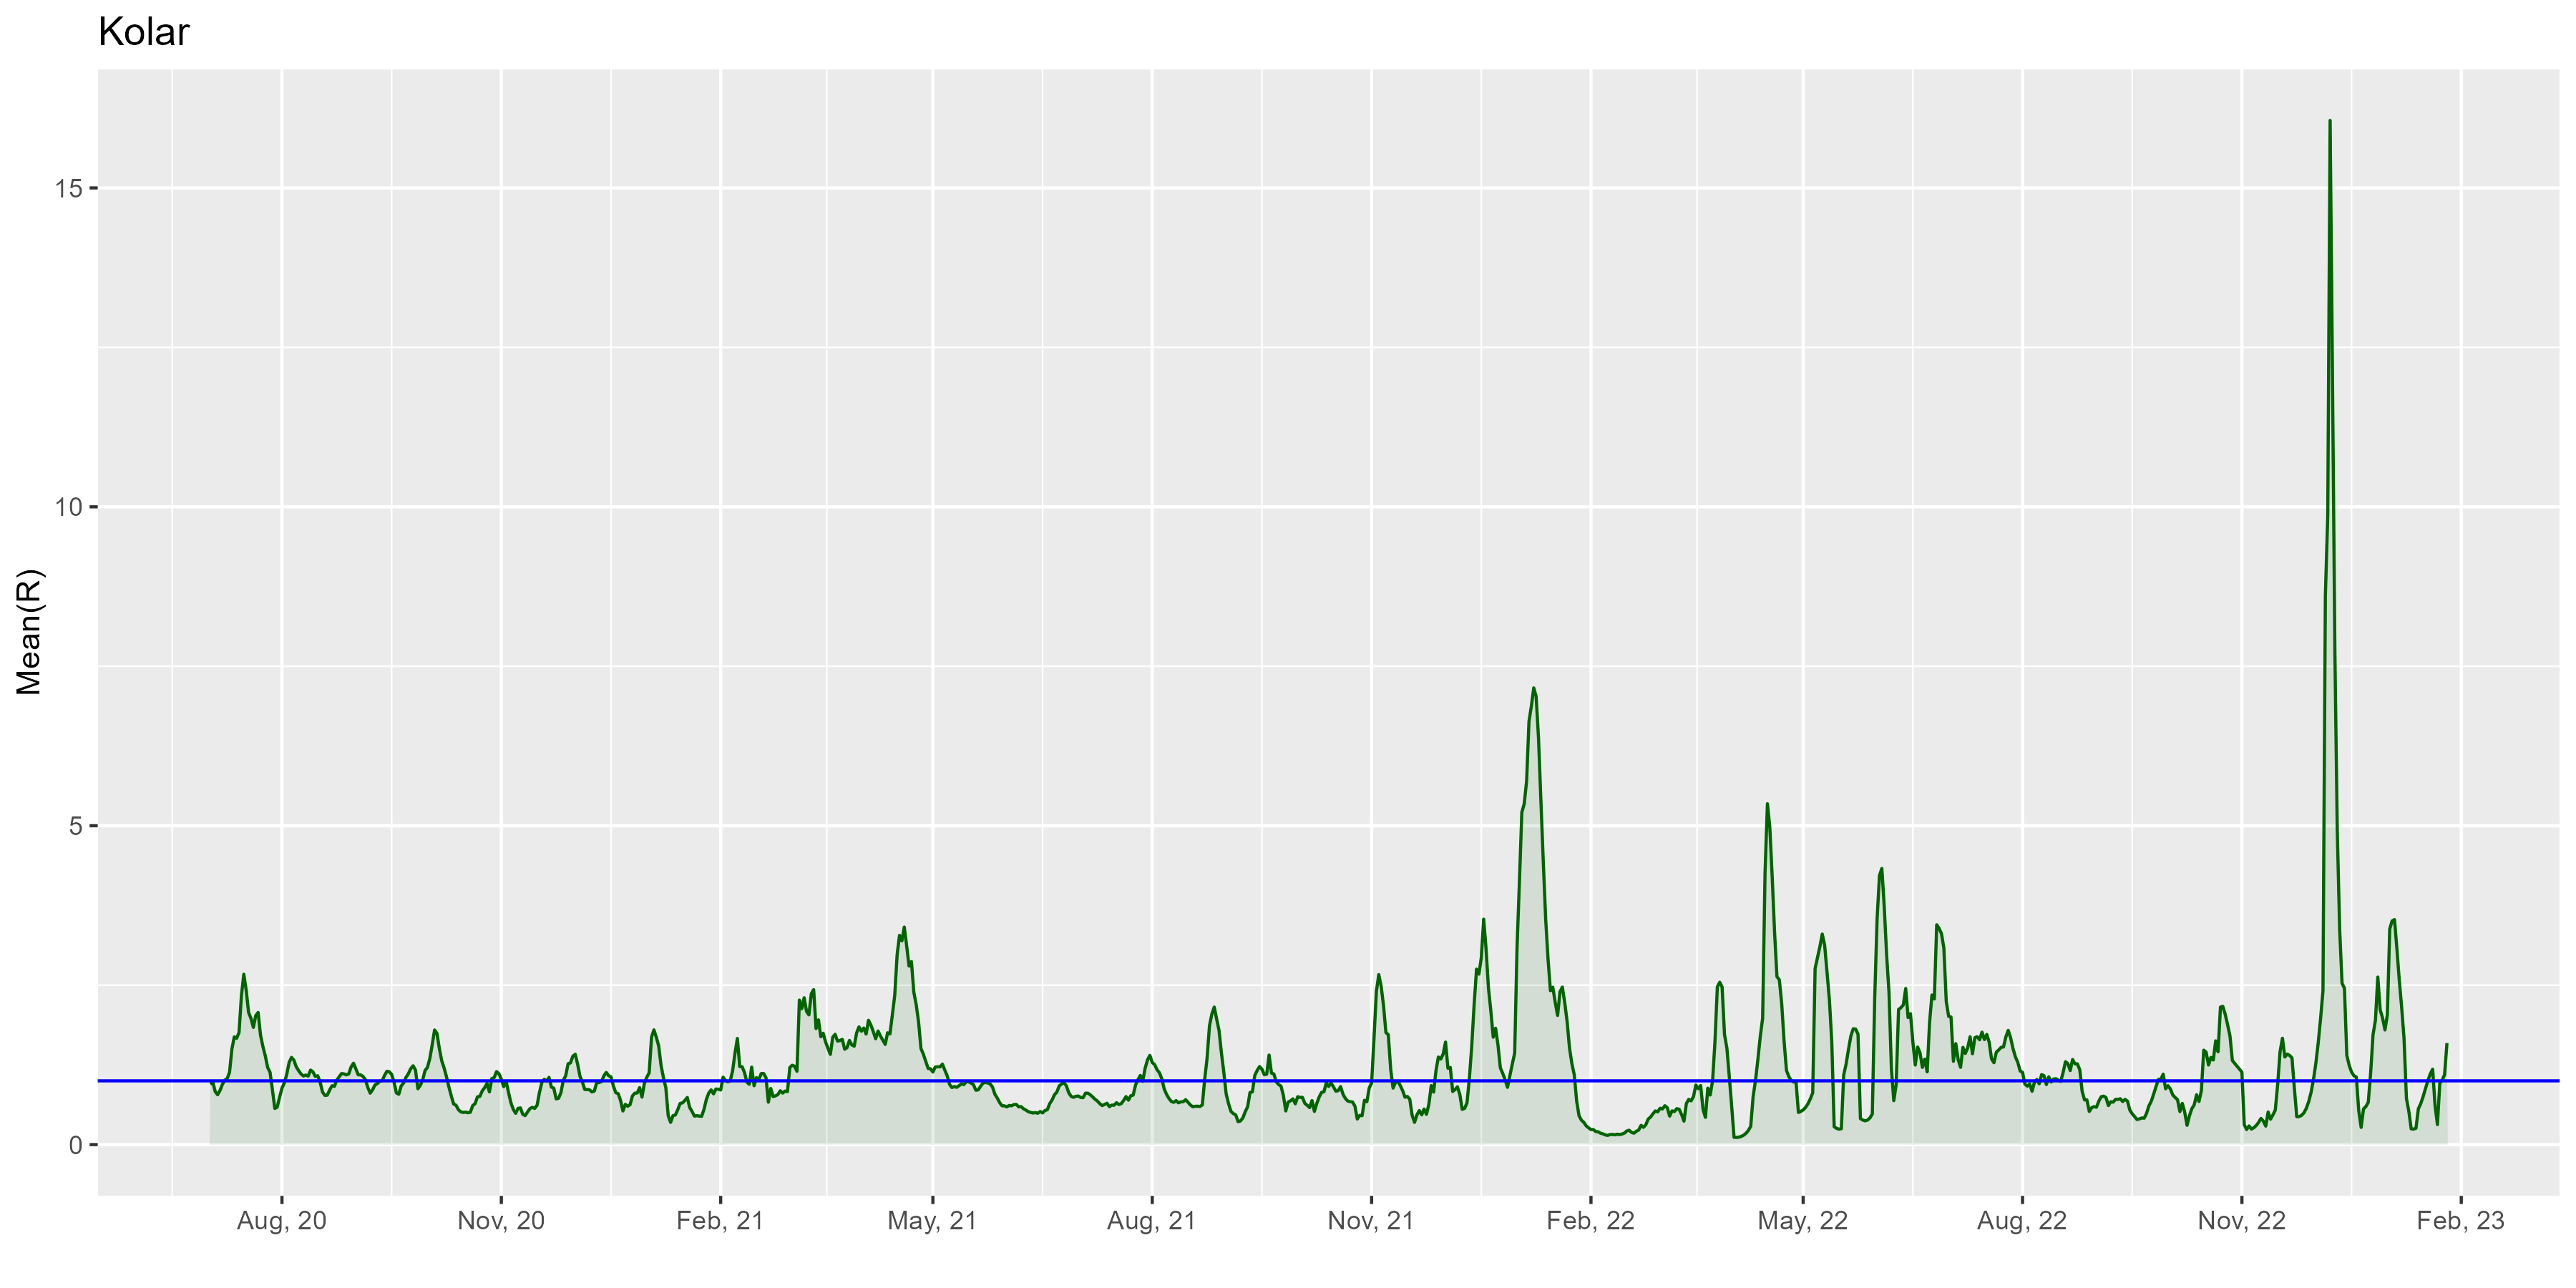 Kolar
15
10
5
0
Mean(R)
Aug, 20 Nov, 20 Feb, 21 May, 21 Aug, 21 Nov, 21 Feb, 22 May, 22 Aug, 22 Nov, 22 Feb, 23